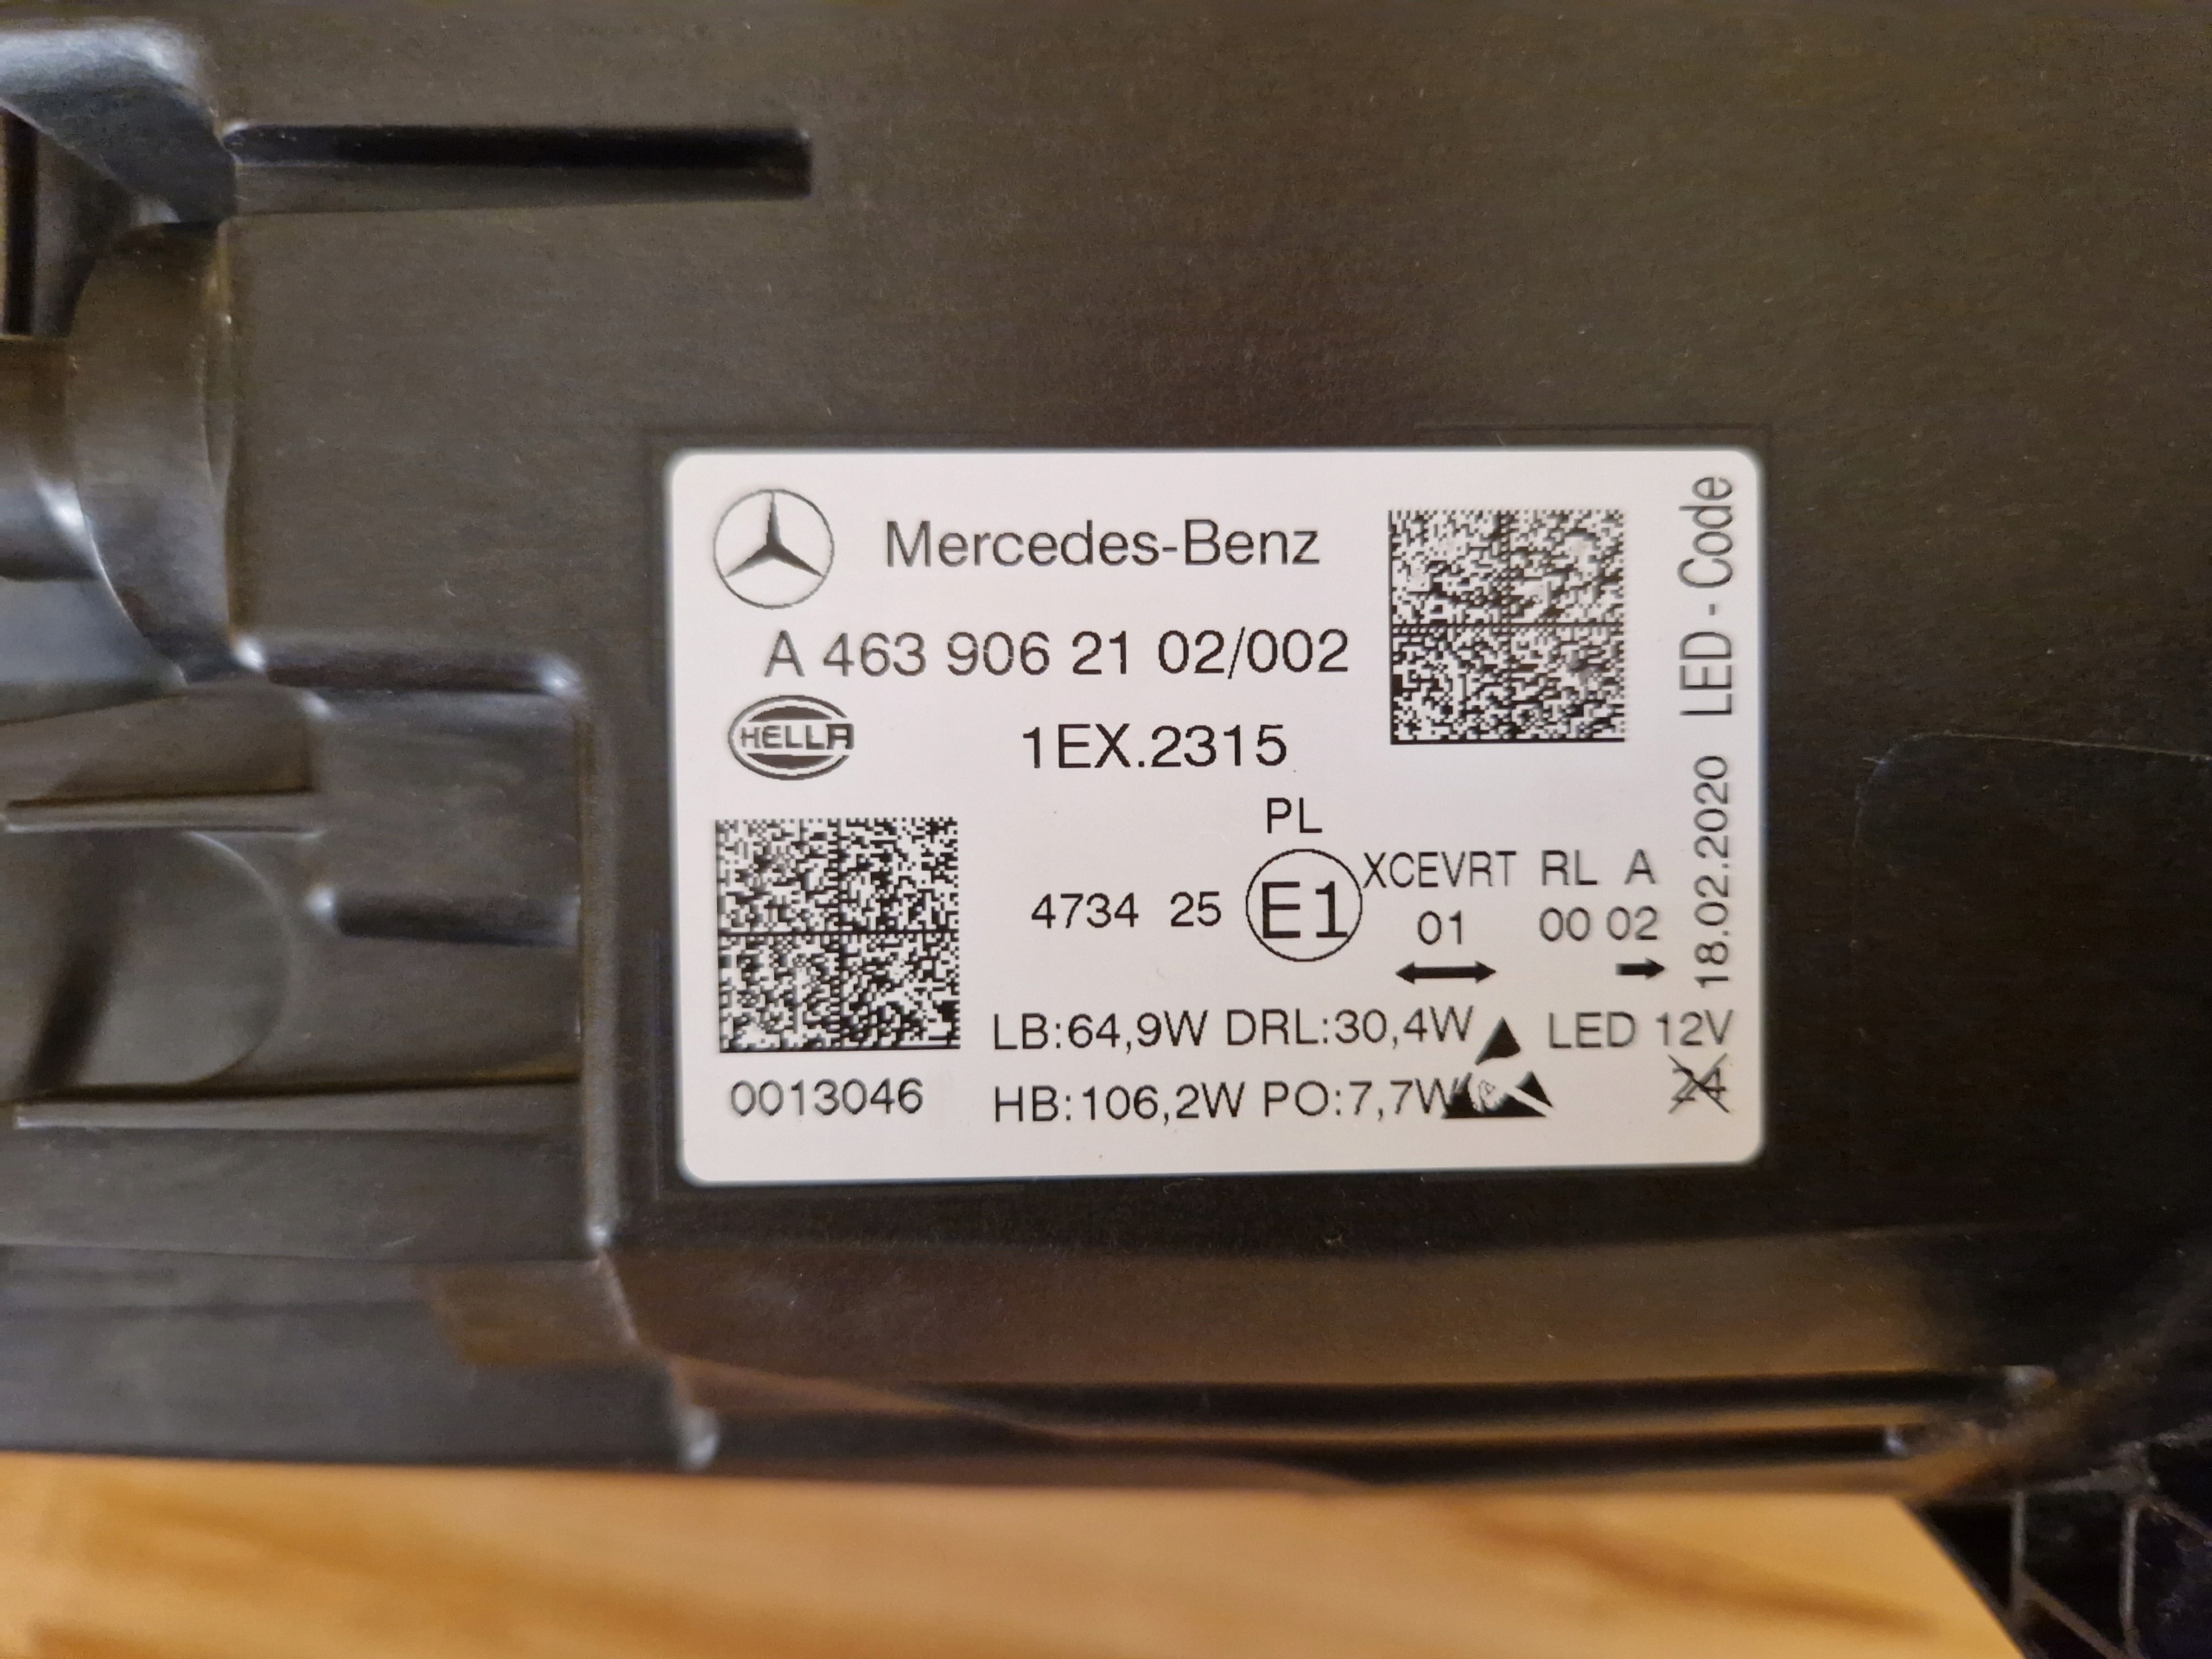 Mercedes-Benz
A 463 906 21 02/002
HELLA
1EX.2315
PL
4734 25 E1 XCEVRT RL A
01 00 02
LB:64,9W DRL:30,4W LED 12V
HB:106,2W PO:7,7W 24
0013046
18.02.2020 LED - Code